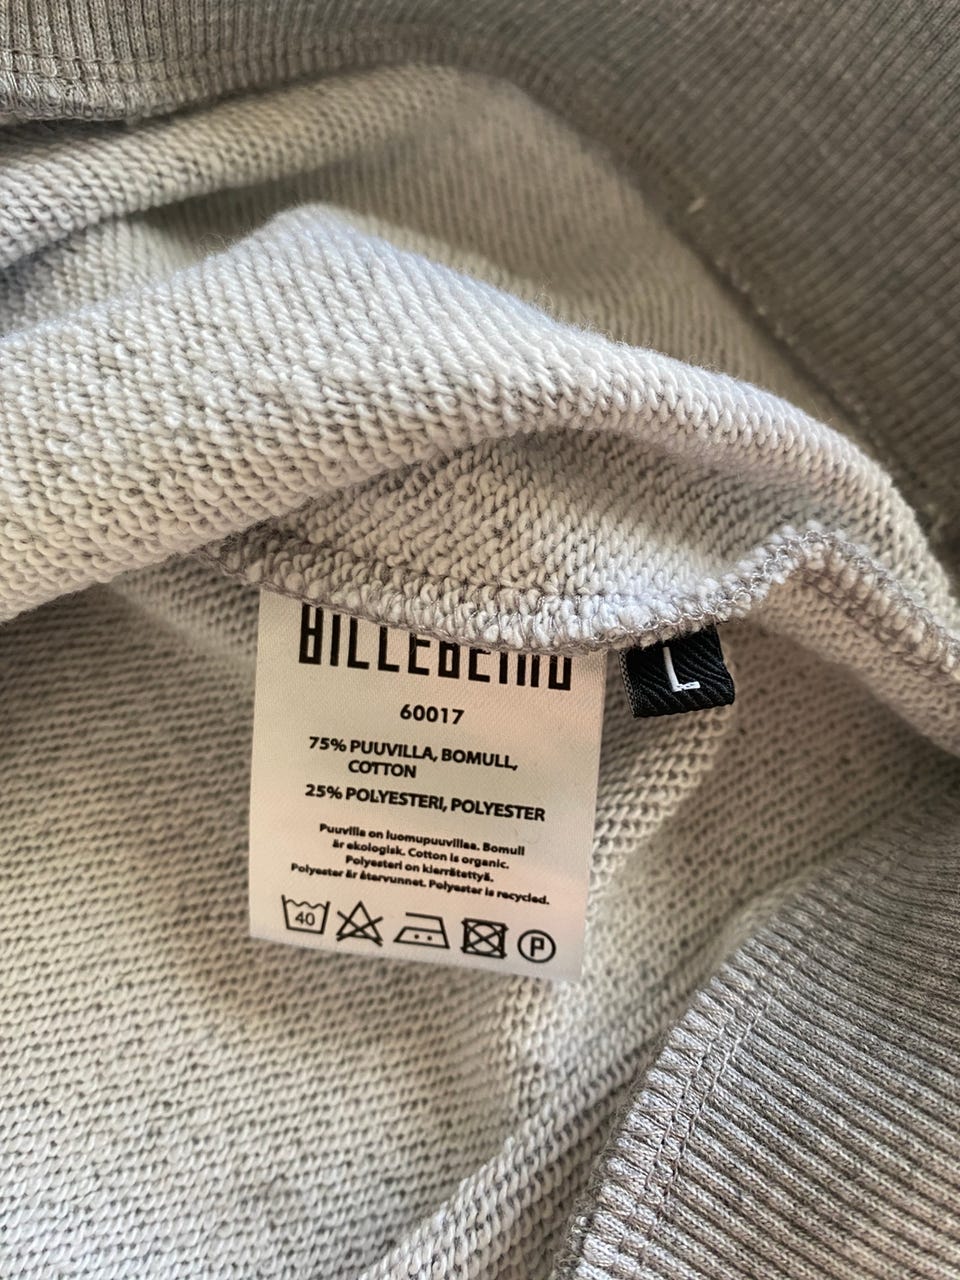 BILLEBEINO
L
60017
75% PUUVILLA, BOMULL,
COTTON
25% POLYESTERI, POLYESTER
Puuvilla on luomupuuvillaa. Bomull
är ekologisk. Cotton is organic.
Polyesteri on kierrätettyä.
Polyester är återvunnet. Polyester is recycled.
40
P